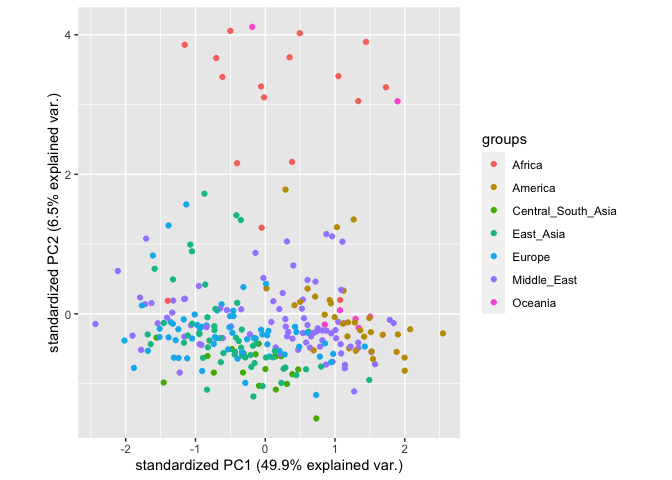 standardized PC2 (6.5% explained var.)
4
2
0
-2
-1
0
1
2
standardized PC1 (49.9% explained var.)
groups
Africa
America
Central_South_Asia
East_Asia
Europe
Middle_East
Oceania